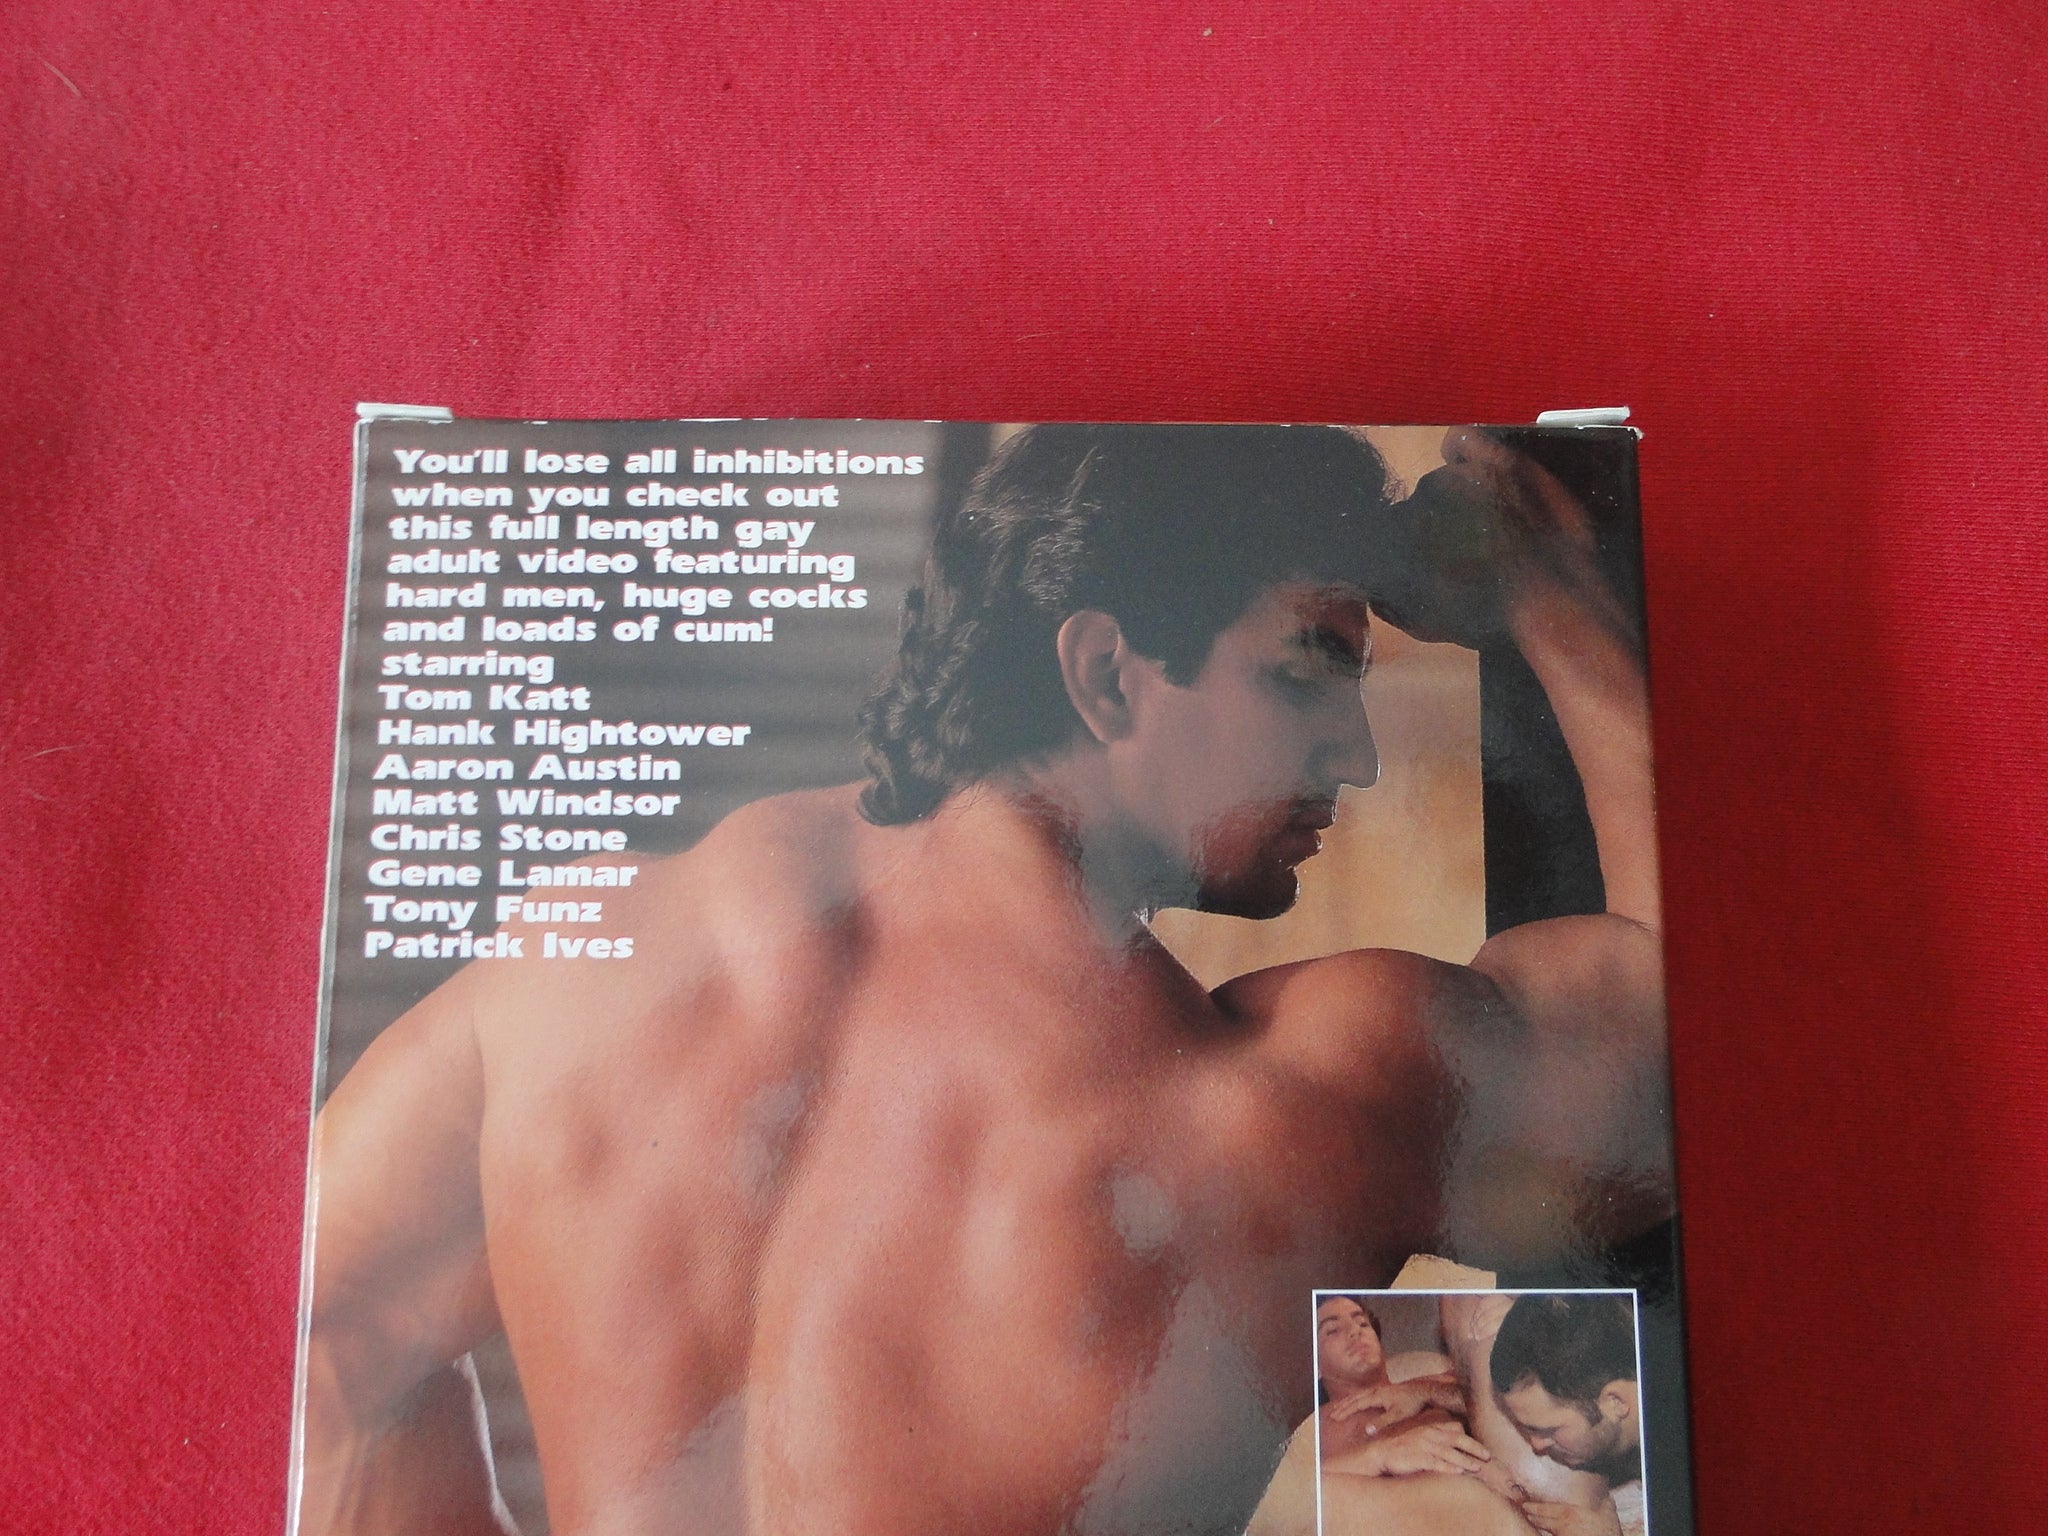 You'll lose all inhibitions
when you check out
this full length gay
adult video featuring
hard men, huge cocks
and loads of cum!
starring
Tom Katt
Hank Hightower
Aaron Austin
Matt Windsor
Chris Stone
Gene Lamar
Tony Funz
Patrick Ives